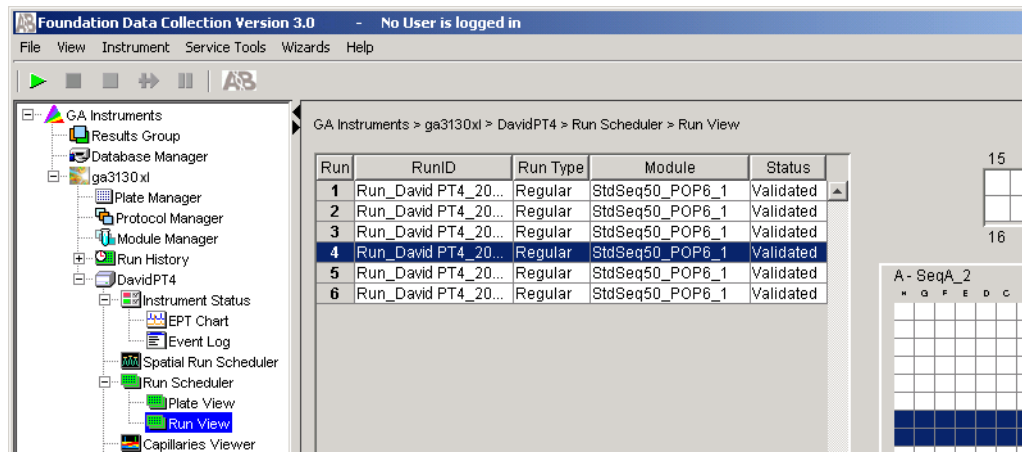 Foundation Data Collection Version 3.0 - No User is logged in
File View Instrument Service Tools Wizards Help
AB
GA Instruments
Results Group
Database Manager
ga3130xl
Plate Manager
Protocol Manager
Module Manager
Run History
DavidPT4
Instrument Status
EPT Chart
Event Log
Spatial Run Scheduler
Run Scheduler
Plate View
Run View
Capillaries Viewer
GA Instruments > ga3130xl > DavidPT4 > Run Scheduler > Run View
Run RunID Run Type Module Status
1 Run_David PT4_20... Regular StdSeq50_POP6_1 Validated
2 Run_David PT4_20... Regular StdSeq50_POP6_1 Validated
3 Run_David PT4_20... Regular StdSeq50_POP6_1 Validated
4 Run_David PT4_20... Regular StdSeq50_POP6_1 Validated
5 Run_David PT4_20... Regular StdSeq50_POP6_1 Validated
6 Run_David PT4_20... Regular StdSeq50_POP6_1 Validated
15
16
A - SeqA_2
H G F E D C